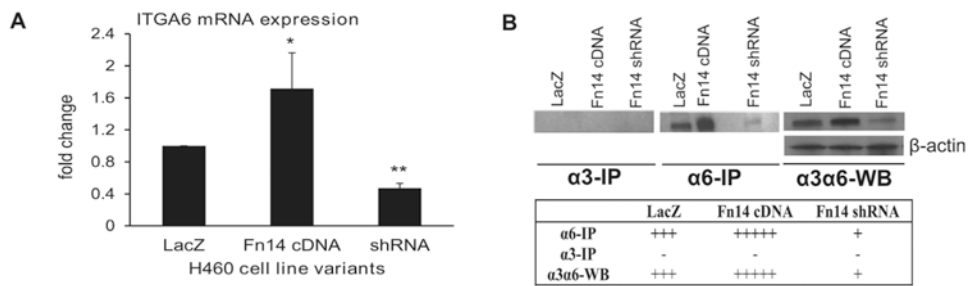 A
ITGA6 mRNA expression
*
**
fold change
2.4
2.0
1.6
1.2
0.8
0.4
0
LacZ Fn14 cDNA shRNA
H460 cell line variants
B
LacZ Fn14 cDNA Fn14 shRNA LacZ Fn14 cDNA Fn14 shRNA LacZ Fn14 cDNA Fn14 shRNA
β-actin
α3-IP α6-IP α3α6-WB
LacZ Fn14 cDNA Fn14 shRNA
α6-IP +++ +++++ +
α3-IP - - -
α3α6-WB +++ +++++ +